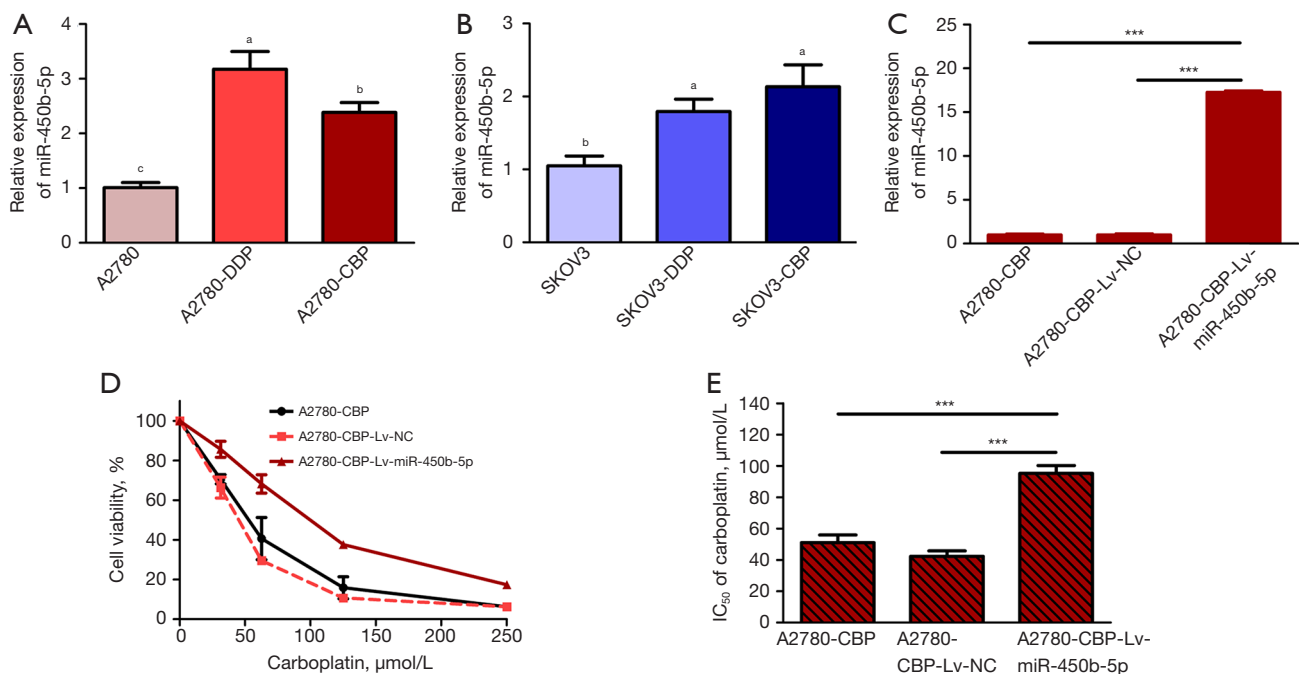 A
Relative expression
of miR-450b-5p
4
3
2
1
0
c
a
b
A2780
A2780-DDP
A2780-CBP
B
Relative expression
of miR-450b-5p
3
2
1
0
b
a
a
SKOV3
SKOV3-DDP
SKOV3-CBP
C
Relative expression
of miR-450b-5p
25
20
15
10
5
0
***
***
A2780-CBP
A2780-CBP-Lv-NC
A2780-CBP-Lv-
miR-450b-5p
D
Cell viability, %
100
80
60
40
20
0
A2780-CBP
A2780-CBP-Lv-NC
A2780-CBP-Lv-miR-450b-5p
0
50
100
150
200
250
Carboplatin, μmol/L
E
IC50 of carboplatin, μmol/L
140
120
100
80
60
40
20
0
***
***
A2780-CBP
A2780-
CBP-Lv-NC
A2780-CBP-Lv-
miR-450b-5p